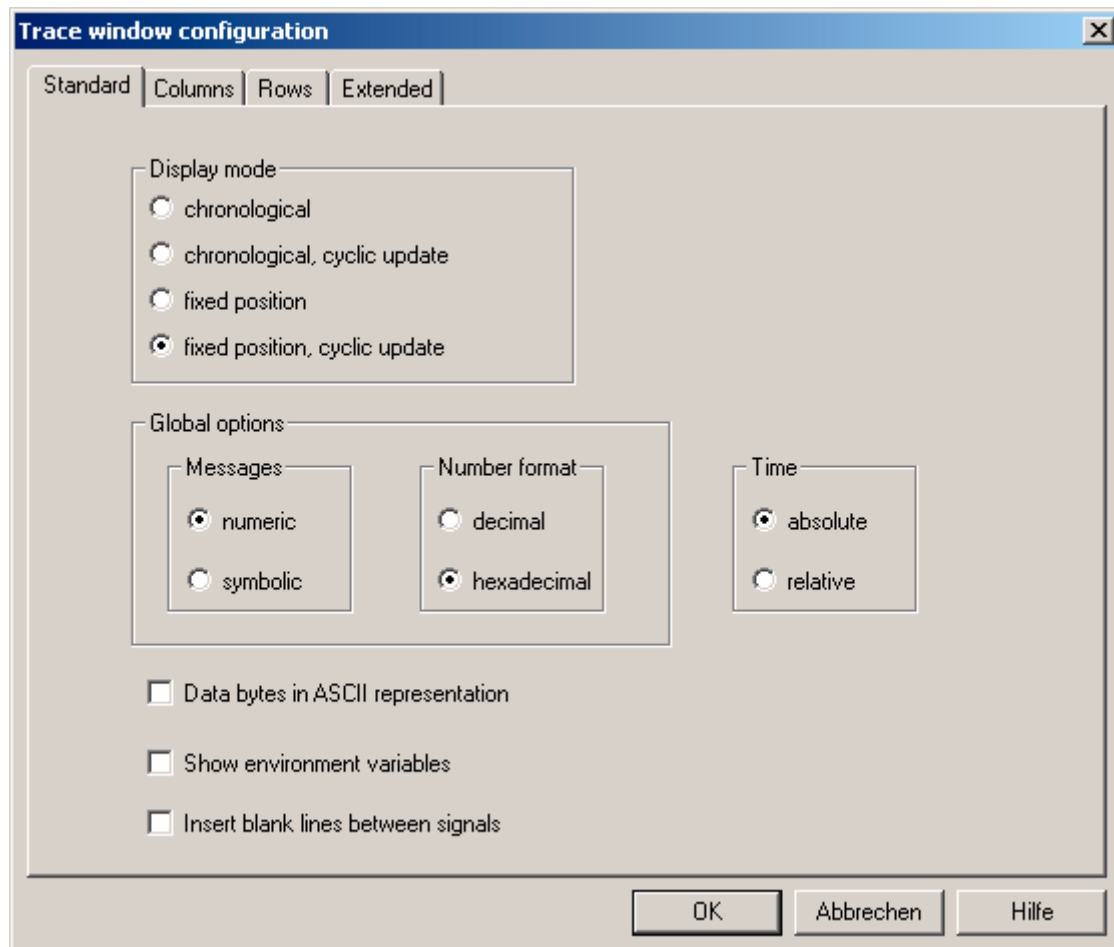 Trace window configuration
Standard Columns Rows Extended
Display mode
chronological
chronological, cyclic update
fixed position
fixed position, cyclic update
Global options
Messages Number format Time
numeric decimal absolute
symbolic hexadecimal relative
Data bytes in ASCII representation
Show environment variables
Insert blank lines between signals
OK Abbrechen Hilfe